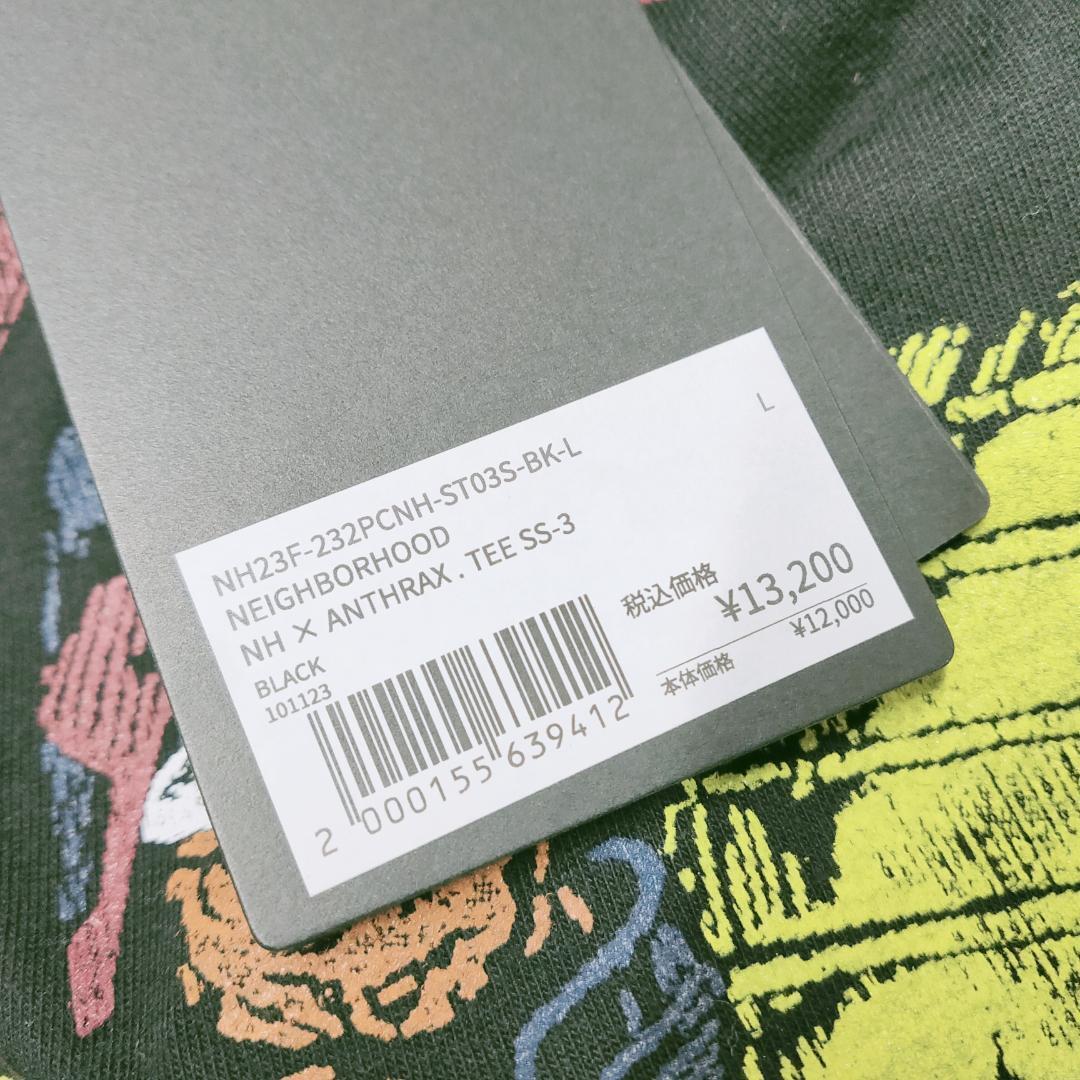 L
NH23F-232PCNH-ST03S-BK-L
NEIGHBORHOOD
NH × ANTHRAX . TEE SS-3
BLACK
101123
税込価格 ¥13,200
本体価格 ¥12,000
2 000155 639412